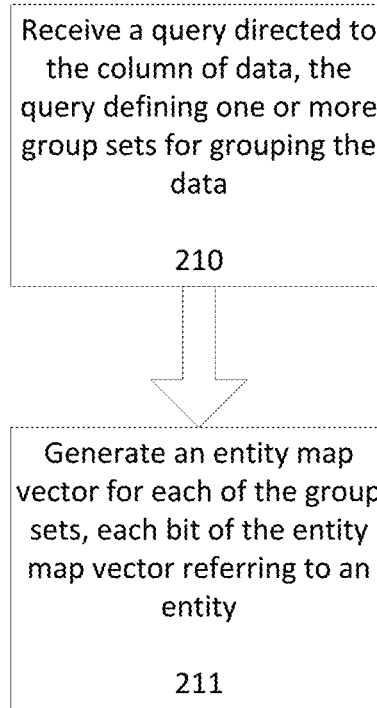 Receive a query directed to
the column of data, the
query defining one or more
group sets for grouping the
data
210
Generate an entity map
vector for each of the group
sets, each bit of the entity
map vector referring to an
entity
211